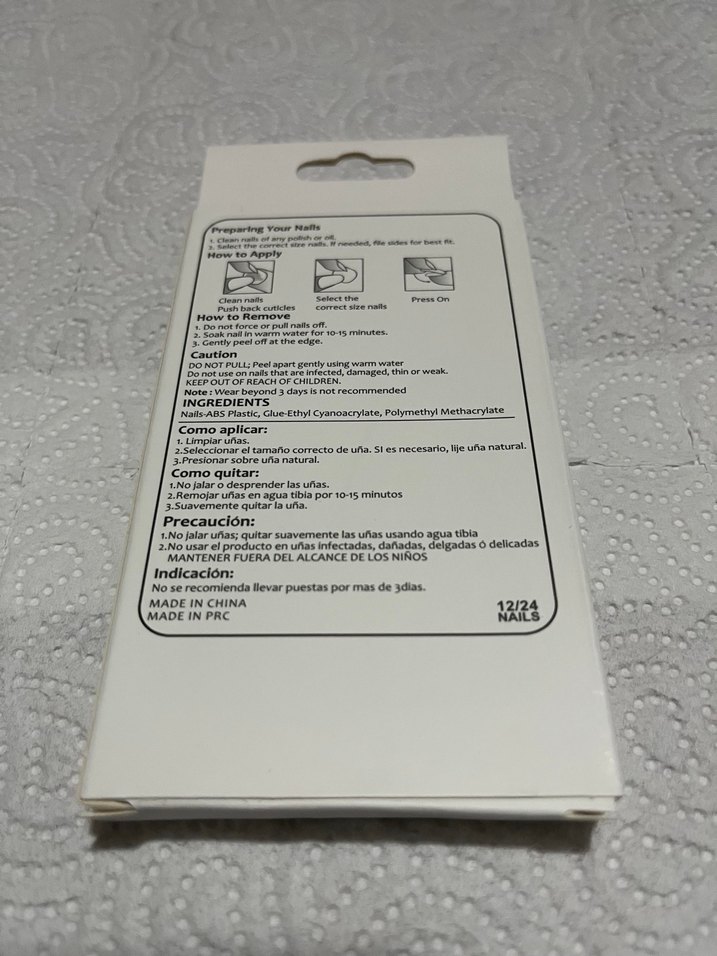 Preparing Your Nails
1. Clean nails of any polish or oil.
2. Select the correct size nails. If needed, file sides for best fit.
How to Apply
Clean nails
Push back cuticles
Select the
correct size nails
Press On
How to Remove
1. Do not force or pull nails off.
2. Soak nail in warm water for 10-15 minutes.
3. Gently peel off at the edge.
Caution
DO NOT PULL; Peel apart gently using warm water
Do not use on nails that are infected, damaged, thin or weak.
KEEP OUT OF REACH OF CHILDREN.
Note : Wear beyond 3 days is not recommended
INGREDIENTS
Nails-ABS Plastic, Glue-Ethyl Cyanoacrylate, Polymethyl Methacrylate
Como aplicar:
1. Limpiar uñas.
2.Seleccionar el tamaño correcto de uña. SI es necesario, lije uña natural.
3.Presionar sobre uña natural.
Como quitar:
1.No jalar o desprender las uñas.
2.Remojar uñas en agua tibia por 10-15 minutos
3.Suavemente quitar la uña.
Precaución:
1.No jalar uñas; quitar suavemente las uñas usando agua tibia
2.No usar el producto en uñas infectadas, dañadas, delgadas ó delicadas
MANTENER FUERA DEL ALCANCE DE LOS NIÑOS
Indicación:
No se recomienda llevar puestas por mas de 3dias.
MADE IN CHINA
MADE IN PRC
12/24
NAILS